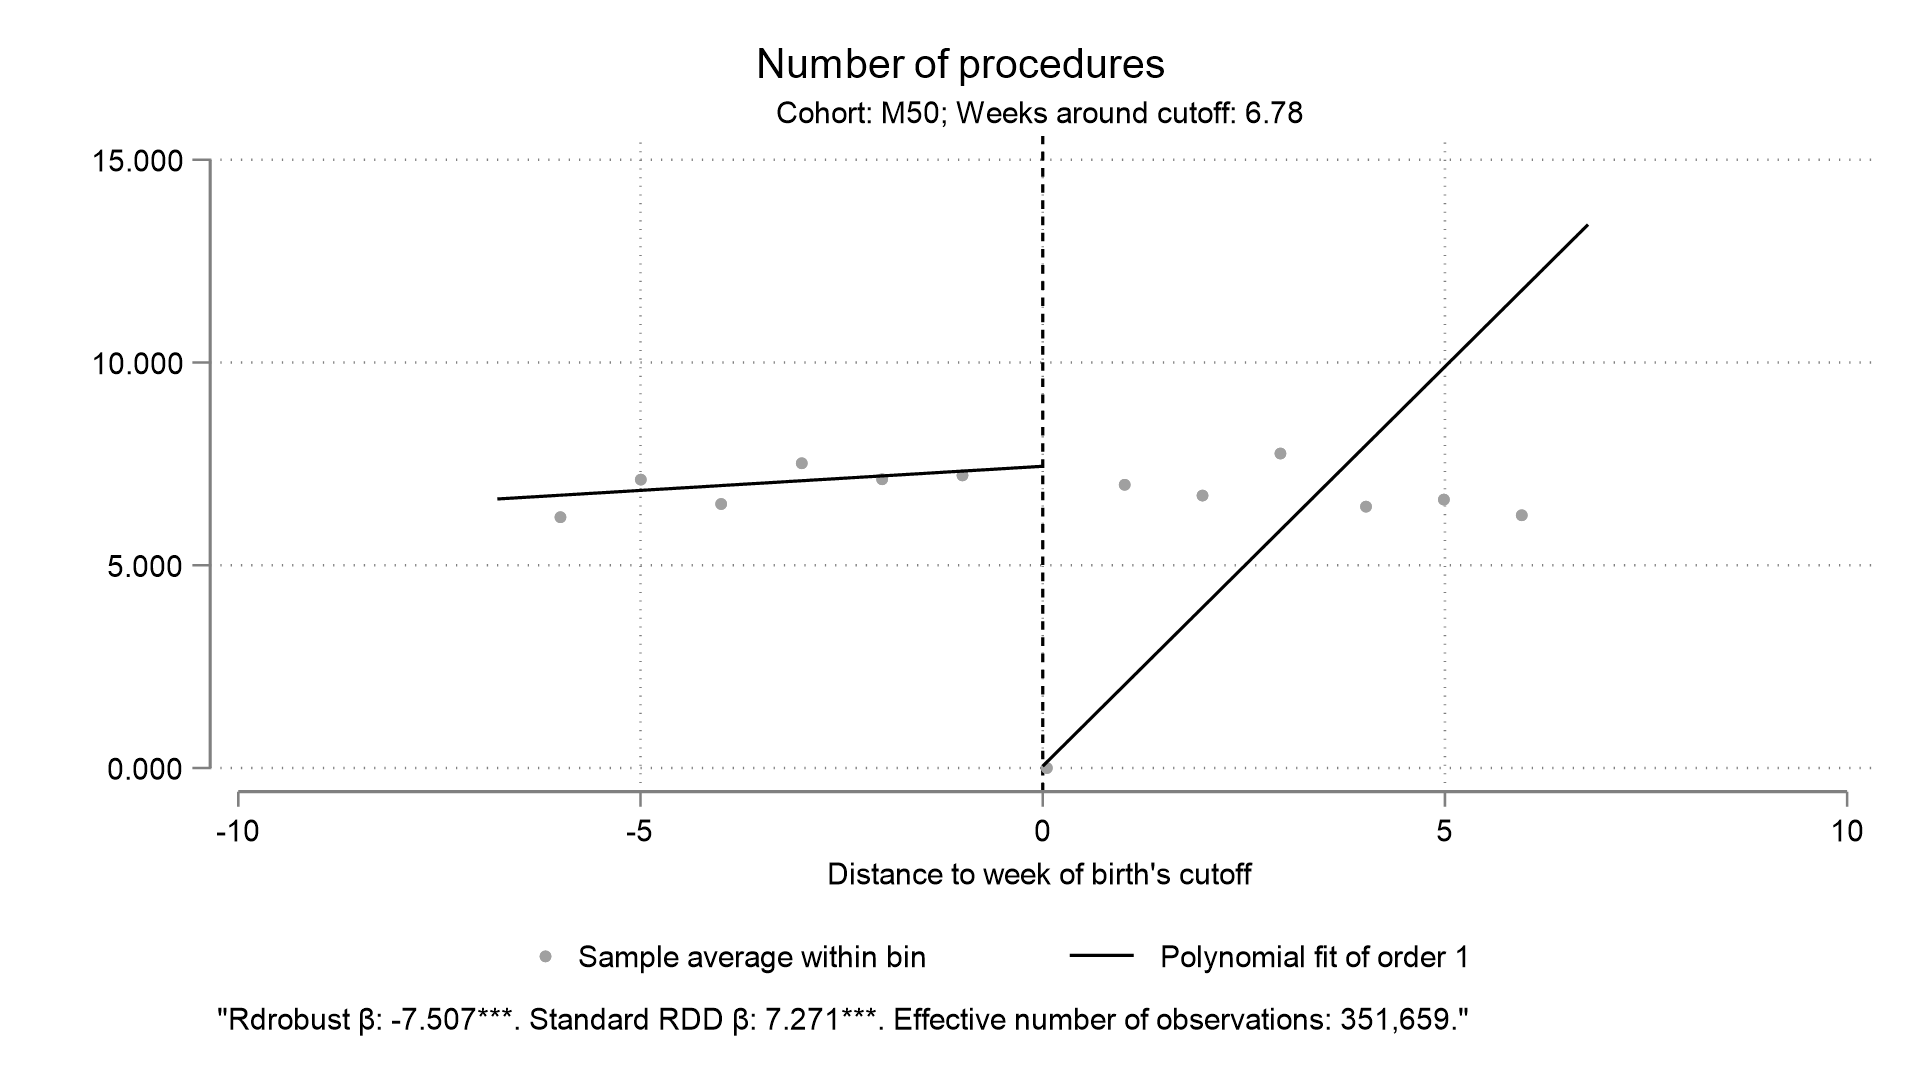 Number of procedures
Cohort: M50; Weeks around cutoff: 6.78
15.000
10.000
5.000
0.000
-10 -5 0 5 10
Distance to week of birth's cutoff
Sample average within bin Polynomial fit of order 1
"Rdrobust β: -7.507***. Standard RDD β: 7.271***. Effective number of observations: 351,659."